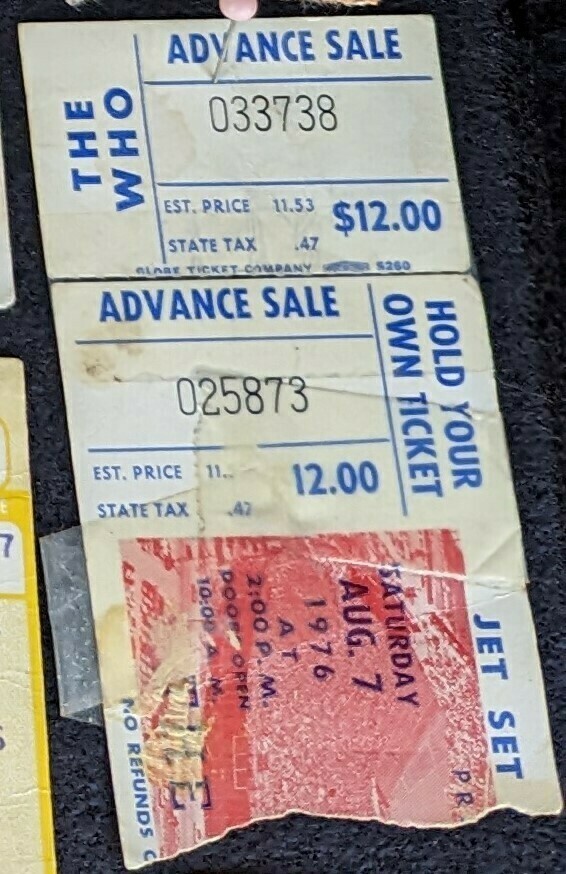 THE
WHO
ADVANCE SALE
033738
EST. PRICE 11.53
STATE TAX .47
$12.00
GLOBE TICKET COMPANY 5260
ADVANCE SALE
025873
EST. PRICE 11..
STATE TAX .47
12.00
HOLD YOUR
OWN TICKET
JET SET
PR
SATURDAY
AUG. 7
1976
AT
2:00 P.M.
DOORS OPEN
10:00 A.M.
NO REFUNDS